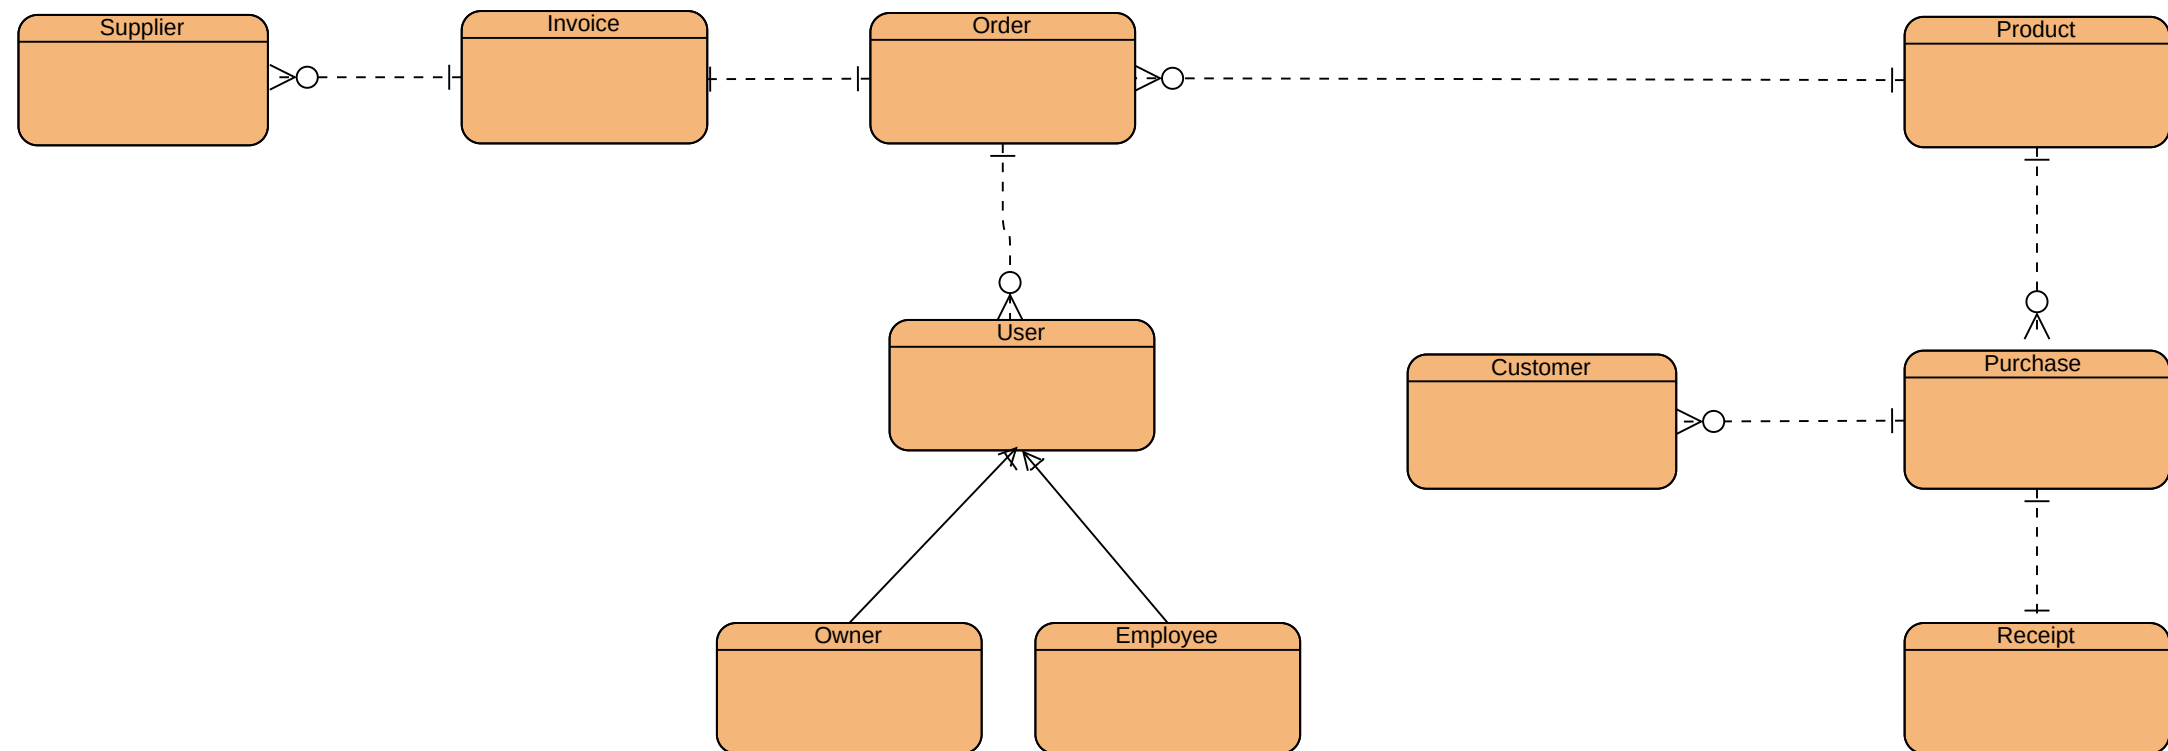 Supplier
Invoice
Order
Product
User
Customer
Purchase
Owner
Employee
Receipt